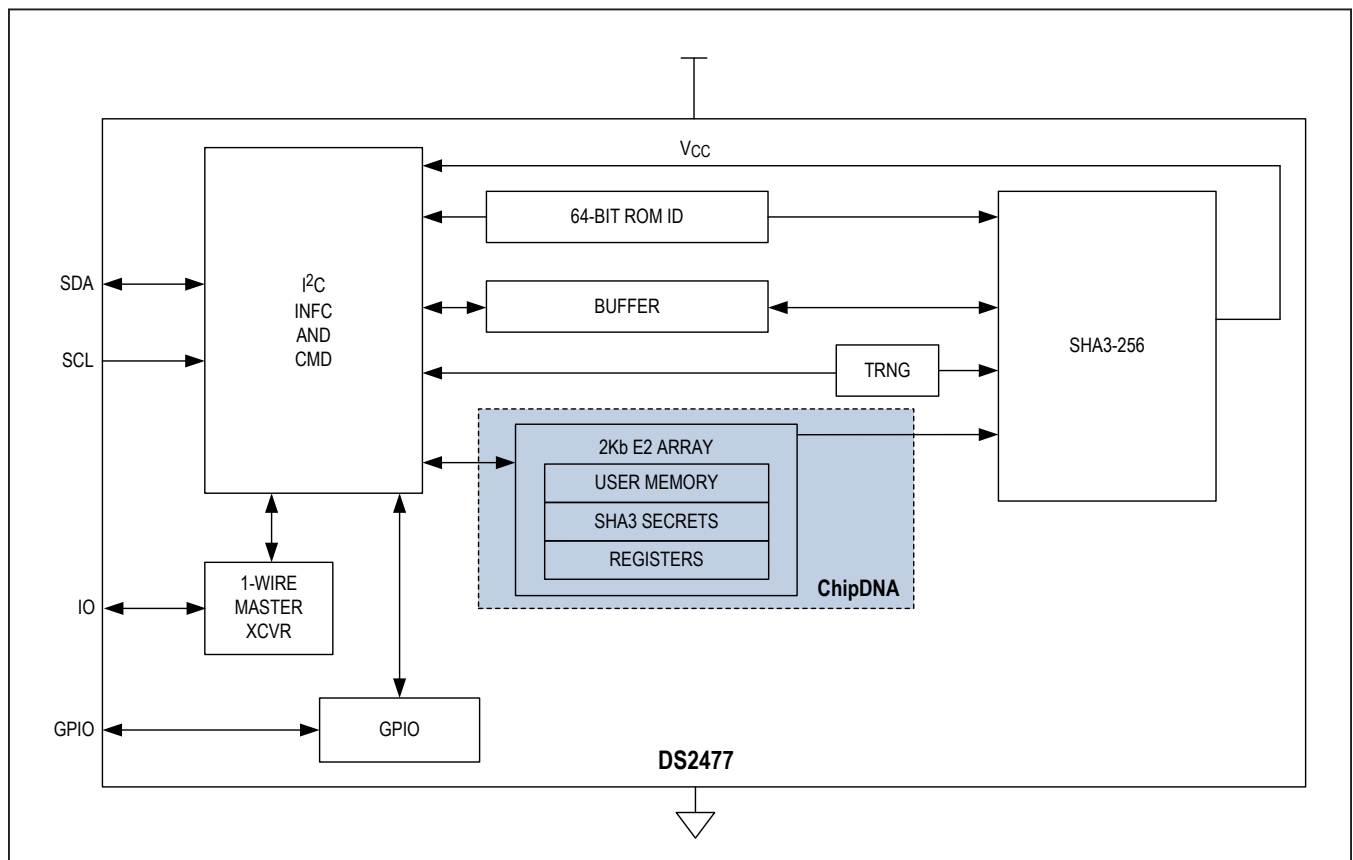 VCC
64-BIT ROM ID
SDA
I2C
INFC
AND
CMD
BUFFER
SCL
SHA3-256
TRNG
2Kb E2 ARRAY
USER MEMORY
SHA3 SECRETS
REGISTERS
ChipDNA
IO
1-WIRE
MASTER
XCVR
GPIO
GPIO
DS2477